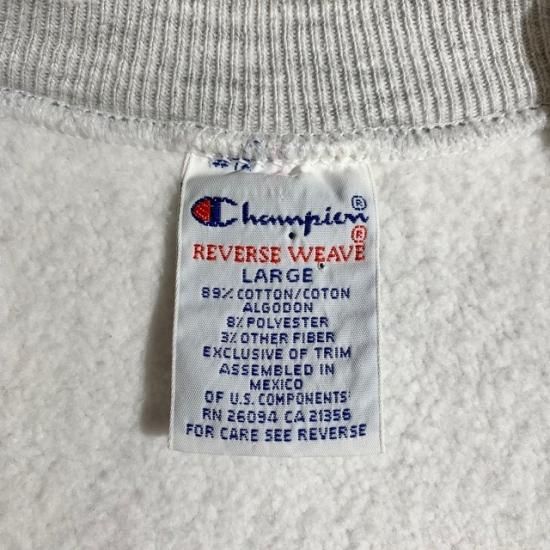 Champion®
REVERSE WEAVE®
LARGE
89% COTTON/COTON
ALGODON
8% POLYESTER
3% OTHER FIBER
EXCLUSIVE OF TRIM
ASSEMBLED IN
MEXICO
OF U.S. COMPONENTS
RN 26094 CA 21356
FOR CARE SEE REVERSE